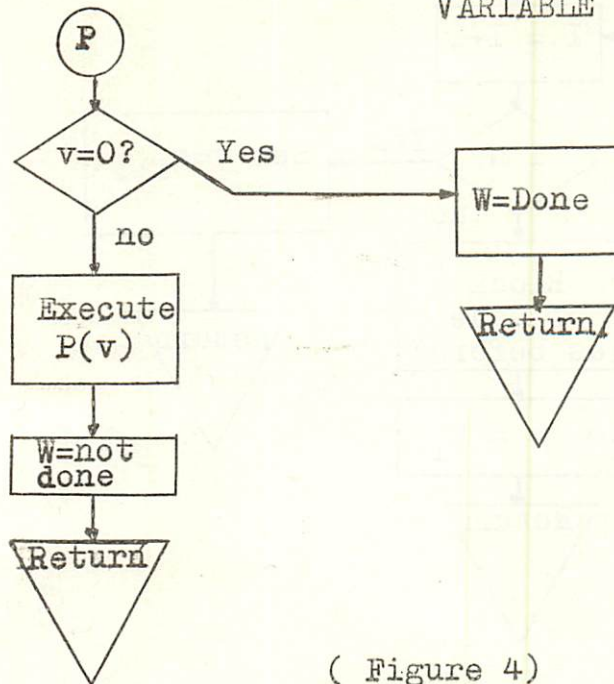 VARIABLE
P
v=0?
Yes
W=Done
no
Return
Execute
P(v)
W=not
done
Return
( Figure 4)